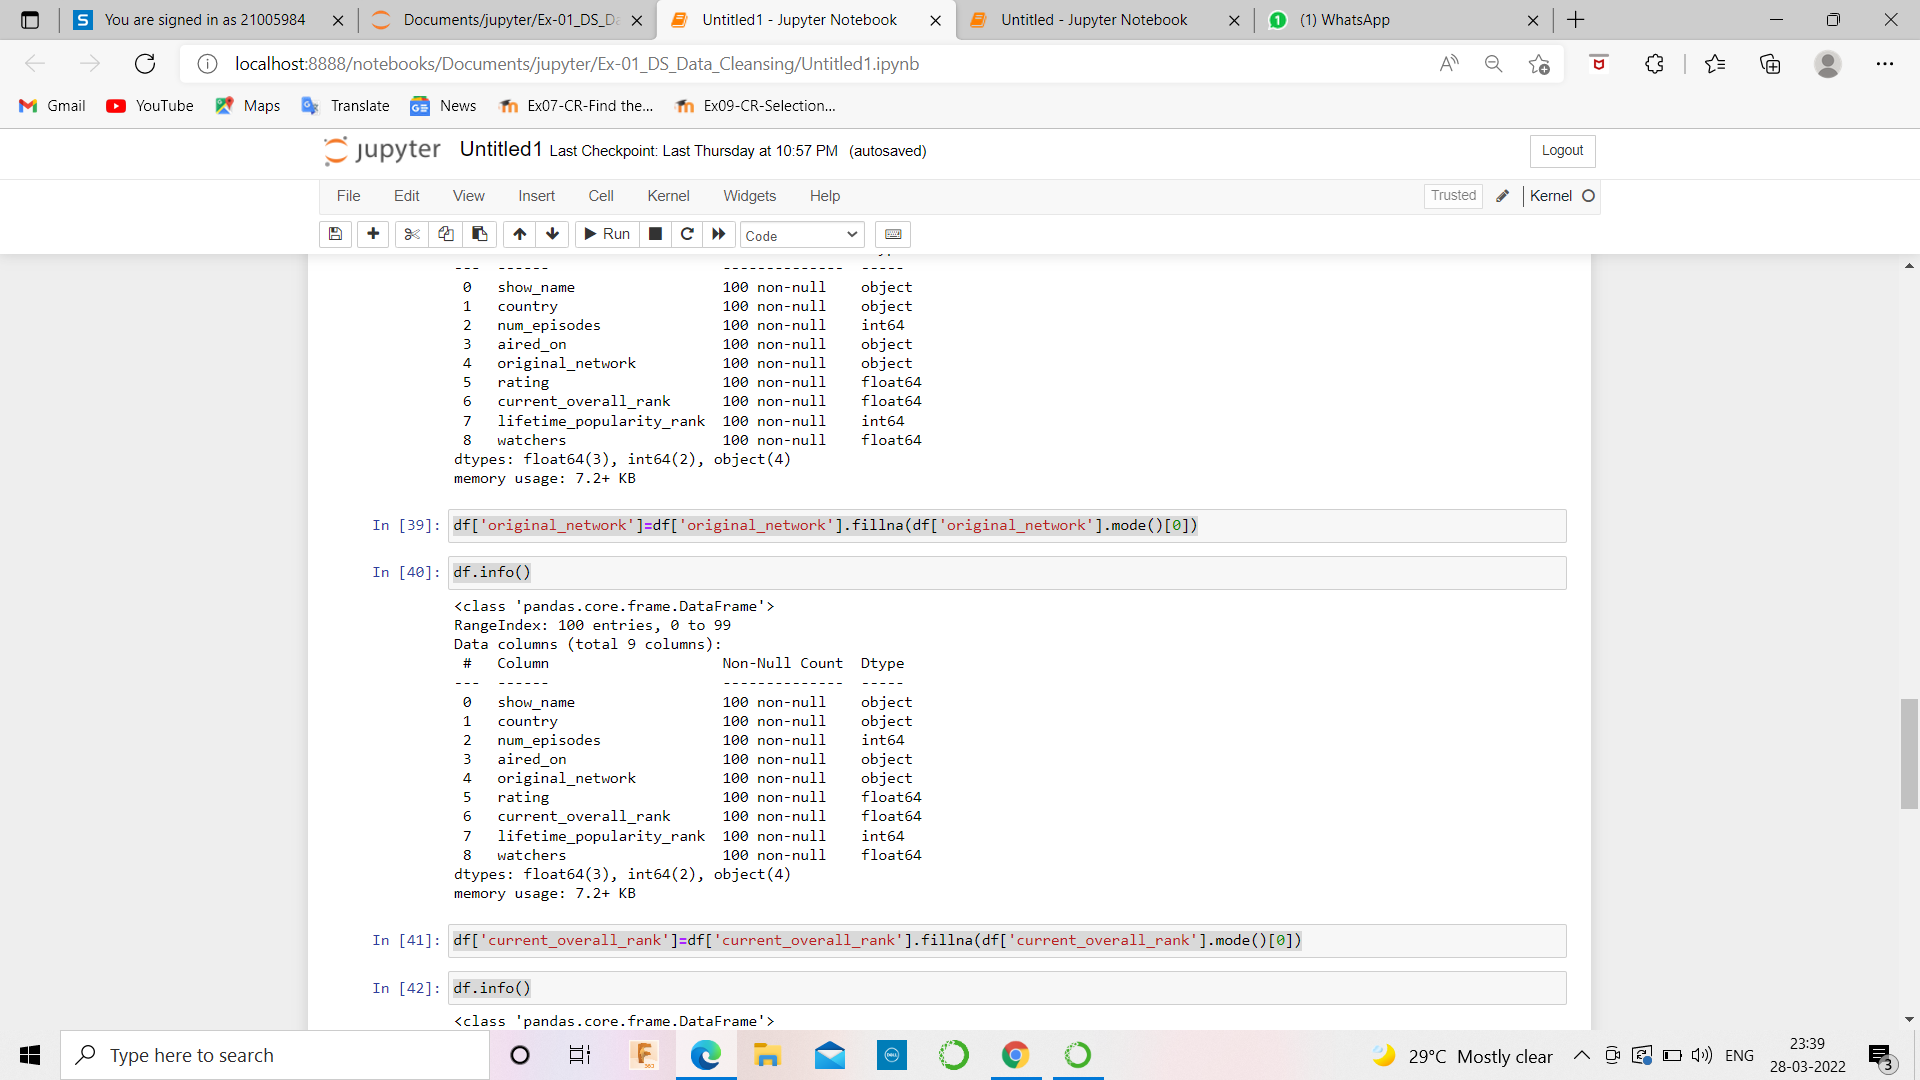 You are signed in as 21005984
Documents/jupyter/Ex-01_DS_Da
Untitled1 - Jupyter Notebook
Untitled - Jupyter Notebook
(1) WhatsApp
localhost:8888/notebooks/Documents/jupyter/Ex-01_DS_Data_Cleansing/Untitled1.ipynb
Gmail YouTube Maps Translate News Ex07-CR-Find the... Ex09-CR-Selection...
jupyter Untitled1 Last Checkpoint: Last Thursday at 10:57 PM (autosaved) Logout
File Edit View Insert Cell Kernel Widgets Help Trusted Kernel
Run Code
--- ------ -------------- -----
0 show_name 100 non-null object
1 country 100 non-null object
2 num_episodes 100 non-null int64
3 aired_on 100 non-null object
4 original_network 100 non-null object
5 rating 100 non-null float64
6 current_overall_rank 100 non-null float64
7 lifetime_popularity_rank 100 non-null int64
8 watchers 100 non-null float64
dtypes: float64(3), int64(2), object(4)
memory usage: 7.2+ KB
In [39]: df['original_network']=df['original_network'].fillna(df['original_network'].mode()[0])
In [40]: df.info()
<class 'pandas.core.frame.DataFrame'>
RangeIndex: 100 entries, 0 to 99
Data columns (total 9 columns):
# Column Non-Null Count Dtype
--- ------ -------------- -----
0 show_name 100 non-null object
1 country 100 non-null object
2 num_episodes 100 non-null int64
3 aired_on 100 non-null object
4 original_network 100 non-null object
5 rating 100 non-null float64
6 current_overall_rank 100 non-null float64
7 lifetime_popularity_rank 100 non-null int64
8 watchers 100 non-null float64
dtypes: float64(3), int64(2), object(4)
memory usage: 7.2+ KB
In [41]: df['current_overall_rank']=df['current_overall_rank'].fillna(df['current_overall_rank'].mode()[0])
In [42]: df.info()
<class 'pandas.core.frame.DataFrame'>
Type here to search
29°C Mostly clear
ENG
23:39
28-03-2022
3